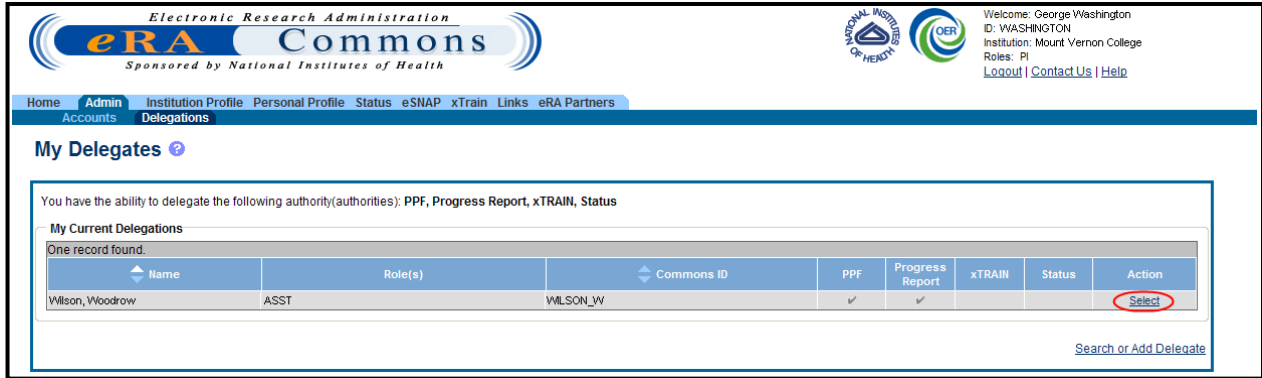 Electronic Research Administration
eRA Commons
Sponsored by National Institutes of Health
NATIONAL INSTITUTES OF HEALTH
OER
Welcome: George Washington
ID: WASHINGTON
Institution: Mount Vernon College
Roles: PI
Logout | Contact Us | Help
Home Admin Institution Profile Personal Profile Status eSNAP xTrain Links eRA Partners
Accounts Delegations
My Delegates ?
You have the ability to delegate the following authority(authorities): PPF, Progress Report, xTRAIN, Status
My Current Delegations
One record found.
Name Role(s) Commons ID PPF Progress Report xTRAIN Status Action
Wilson, Woodrow ASST WILSON_W ✔ ✔ Select
Search or Add Delegate